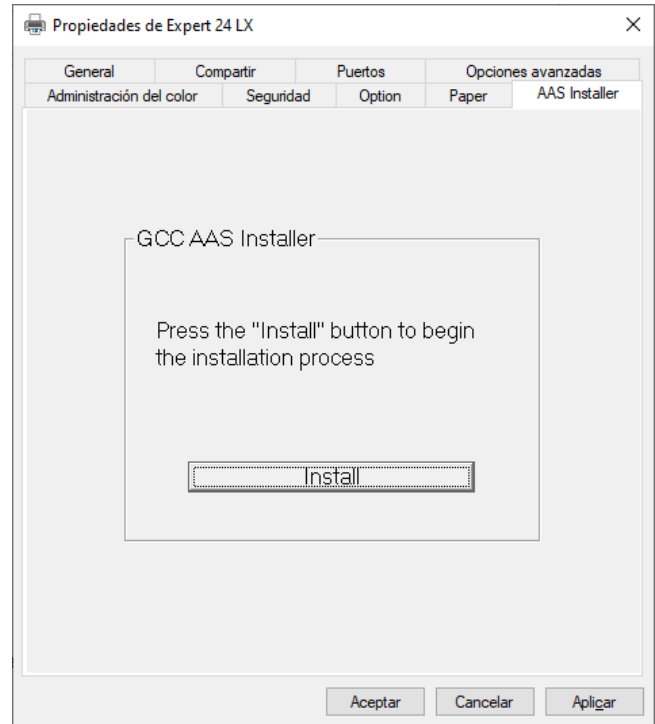 Propiedades de Expert 24 LX
General Compartir Puertos Opciones avanzadas
Administración del color Seguridad Option Paper AAS Installer
GCC AAS Installer
Press the "Install" button to begin
the installation process
Install
Aceptar Cancelar Aplicar